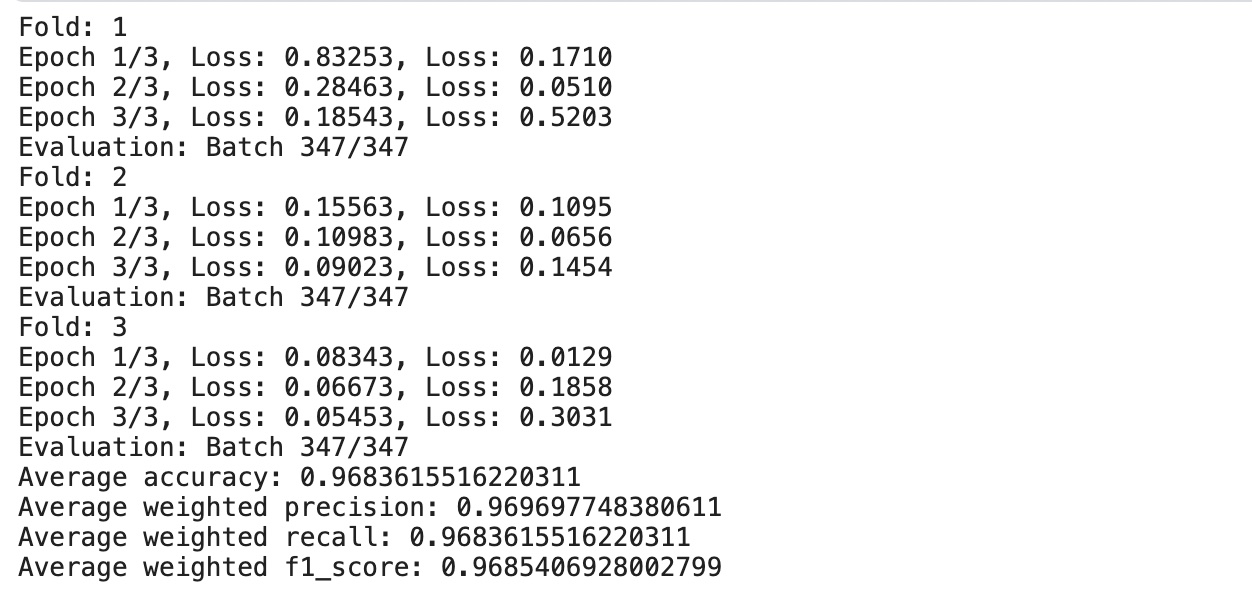 Fold: 1
Epoch 1/3, Loss: 0.83253, Loss: 0.1710
Epoch 2/3, Loss: 0.28463, Loss: 0.0510
Epoch 3/3, Loss: 0.18543, Loss: 0.5203
Evaluation: Batch 347/347
Fold: 2
Epoch 1/3, Loss: 0.15563, Loss: 0.1095
Epoch 2/3, Loss: 0.10983, Loss: 0.0656
Epoch 3/3, Loss: 0.09023, Loss: 0.1454
Evaluation: Batch 347/347
Fold: 3
Epoch 1/3, Loss: 0.08343, Loss: 0.0129
Epoch 2/3, Loss: 0.06673, Loss: 0.1858
Epoch 3/3, Loss: 0.05453, Loss: 0.3031
Evaluation: Batch 347/347
Average accuracy: 0.9683615516220311
Average weighted precision: 0.969697748380611
Average weighted recall: 0.9683615516220311
Average weighted f1_score: 0.9685406928002799